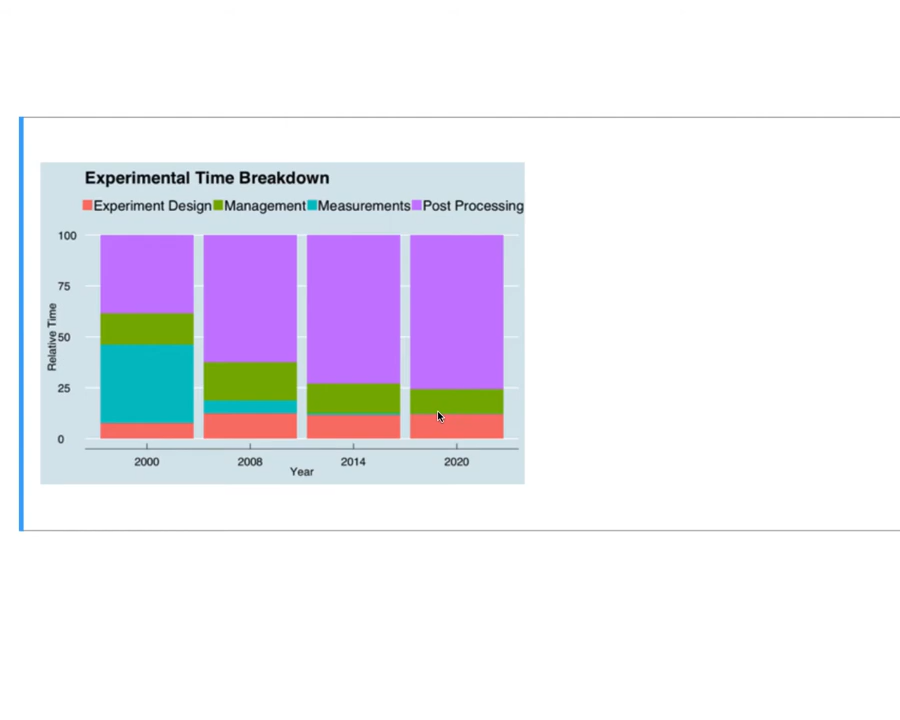 Experimental Time Breakdown
Experiment Design Management Measurements Post Processing
100
75
50
25
0
Relative Time
2000 2008 2014 2020
Year